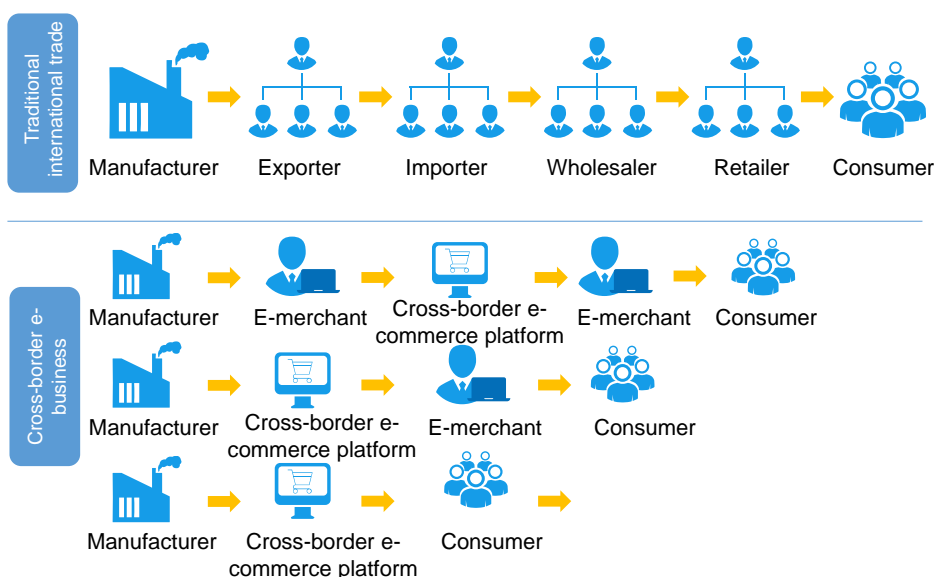 Traditional
international trade
Manufacturer
Exporter
Importer
Wholesaler
Retailer
Consumer
Cross-border e-
business
Manufacturer
E-merchant
Cross-border e-
commerce platform
E-merchant
Consumer
Manufacturer
Cross-border e-
commerce platform
E-merchant
Consumer
Manufacturer
Cross-border e-
commerce platform
Consumer